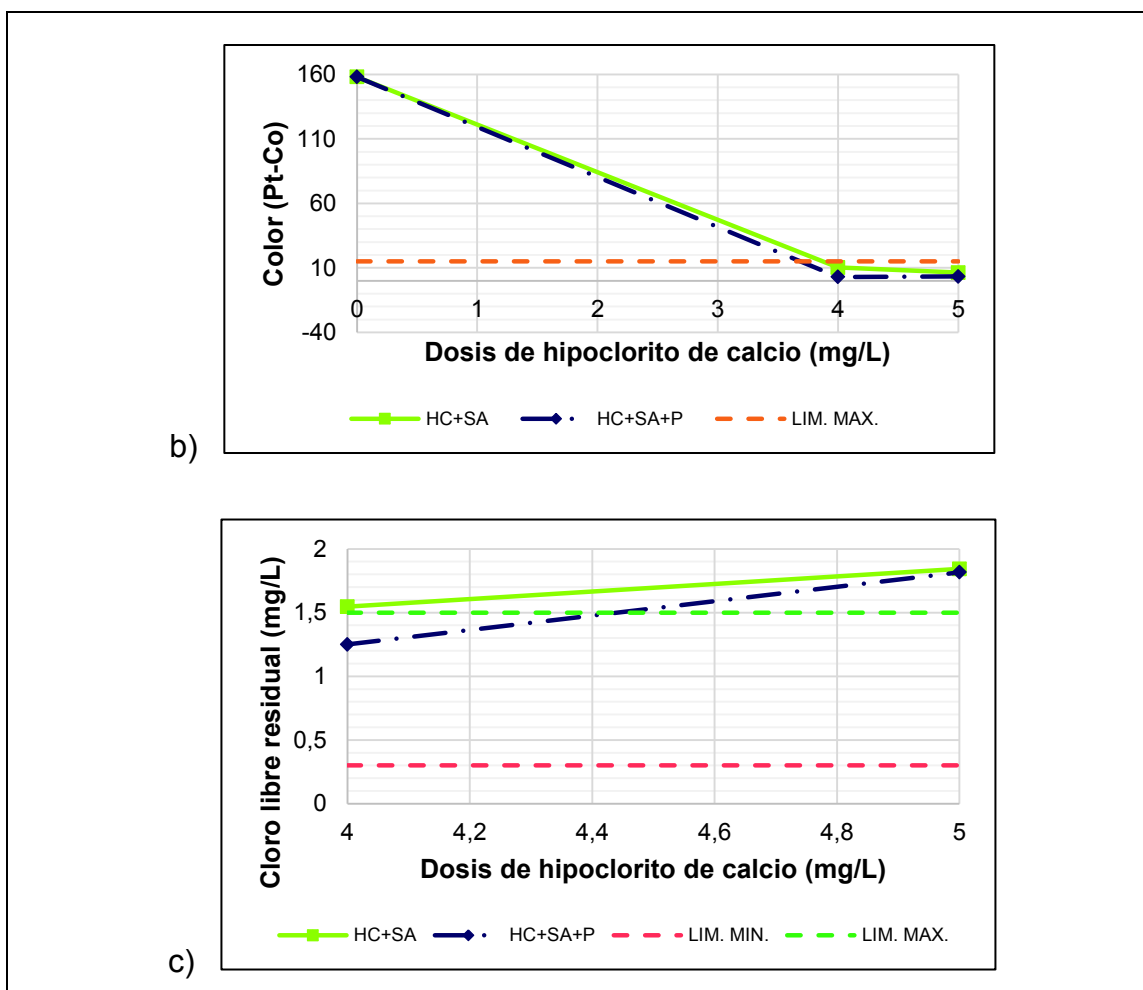 160
110
60
10
-40
Color (Pt-Co)
0 1 2 3 4 5
Dosis de hipoclorito de calcio (mg/L)
HC+SA HC+SA+P LIM. MAX.
b)
2
1,5
1
0,5
0
Cloro libre residual (mg/L)
4 4,2 4,4 4,6 4,8 5
Dosis de hipoclorito de calcio (mg/L)
HC+SA HC+SA+P LIM. MIN. LIM. MAX.
c)